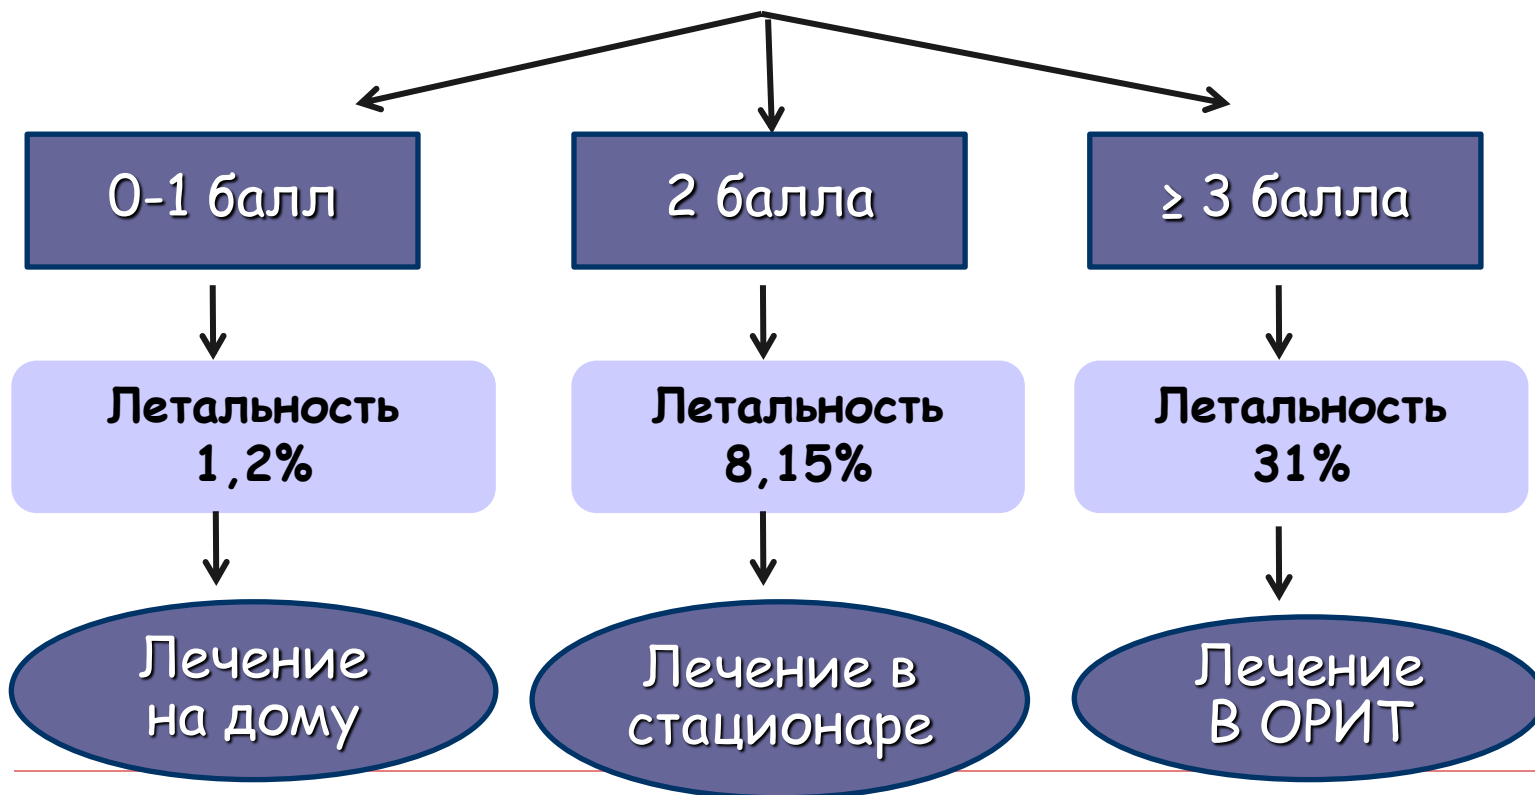 0-1 балл
2 балла
≥ 3 балла
Летальность
1,2%
Летальность
8,15%
Летальность
31%
Лечение
на дому
Лечение в
стационаре
Лечение
В ОРИТ